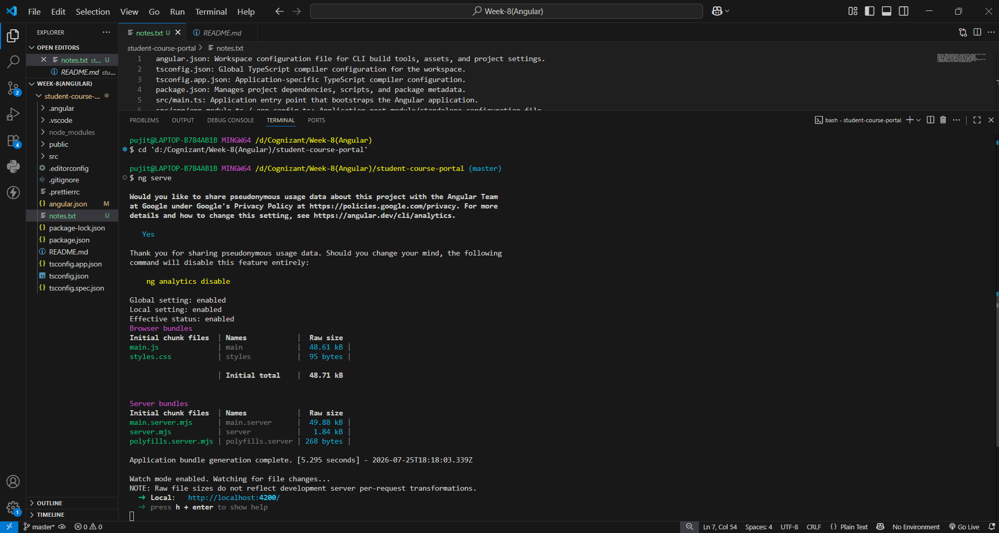 File Edit Selection View Go Run Terminal Help
Week-8(Angular)
EXPLORER
OPEN EDITORS
notes.txt st... U
README.md stu...
WEEK-8(ANGULAR)
student-course-...
.angular
.vscode
node_modules
public
src
.editorconfig
.gitignore
.prettierrc
angular.json M
notes.txt U
package-lock.json
package.json
README.md
tsconfig.app.json
tsconfig.json
tsconfig.spec.json
OUTLINE
TIMELINE
2
4
1
notes.txt U
README.md
student-course-portal > notes.txt
1 angular.json: Workspace configuration file for CLI build tools, assets, and project settings.
2 tsconfig.json: Global TypeScript compiler configuration for the workspace.
3 tsconfig.app.json: Application-specific TypeScript compiler configuration.
4 package.json: Manages project dependencies, scripts, and package metadata.
5 src/main.ts: Application entry point that bootstraps the Angular application.
6 src/app/app.module.ts / app.config.ts: Application root module/standalone configuration file.
PROBLEMS OUTPUT DEBUG CONSOLE TERMINAL PORTS
bash - student-course-portal
pujit@LAPTOP-B784AB1B MINGW64 /d/Cognizant/Week-8(Angular)
$ cd 'd:/Cognizant/Week-8(Angular)/student-course-portal'
pujit@LAPTOP-B784AB1B MINGW64 /d/Cognizant/Week-8(Angular)/student-course-portal (master)
$ ng serve
Would you like to share pseudonymous usage data about this project with the Angular Team
at Google under Google's Privacy Policy at https://policies.google.com/privacy. For more
details and how to change this setting, see https://angular.dev/cli/analytics.
Yes
Thank you for sharing pseudonymous usage data. Should you change your mind, the following
command will disable this feature entirely:
ng analytics disable
Global setting: enabled
Local setting: enabled
Effective status: enabled
Browser bundles
Initial chunk files | Names | Raw size
main.js | main | 48.61 kB |
styles.css | styles | 95 bytes |
| Initial total | 48.71 kB
Server bundles
Initial chunk files | Names | Raw size
main.server.mjs | main.server | 49.88 kB |
server.mjs | server | 1.84 kB |
polyfills.server.mjs | polyfills.server | 268 bytes |
Application bundle generation complete. [5.295 seconds] - 2026-07-25T18:18:03.339Z
Watch mode enabled. Watching for file changes...
NOTE: Raw file sizes do not reflect development server per-request transformations.
➜ Local: http://localhost:4200/
➜ press h + enter to show help
master* 0 0
Ln 7, Col 54 Spaces: 4 UTF-8 CRLF {} Plain Text No Environment Go Live